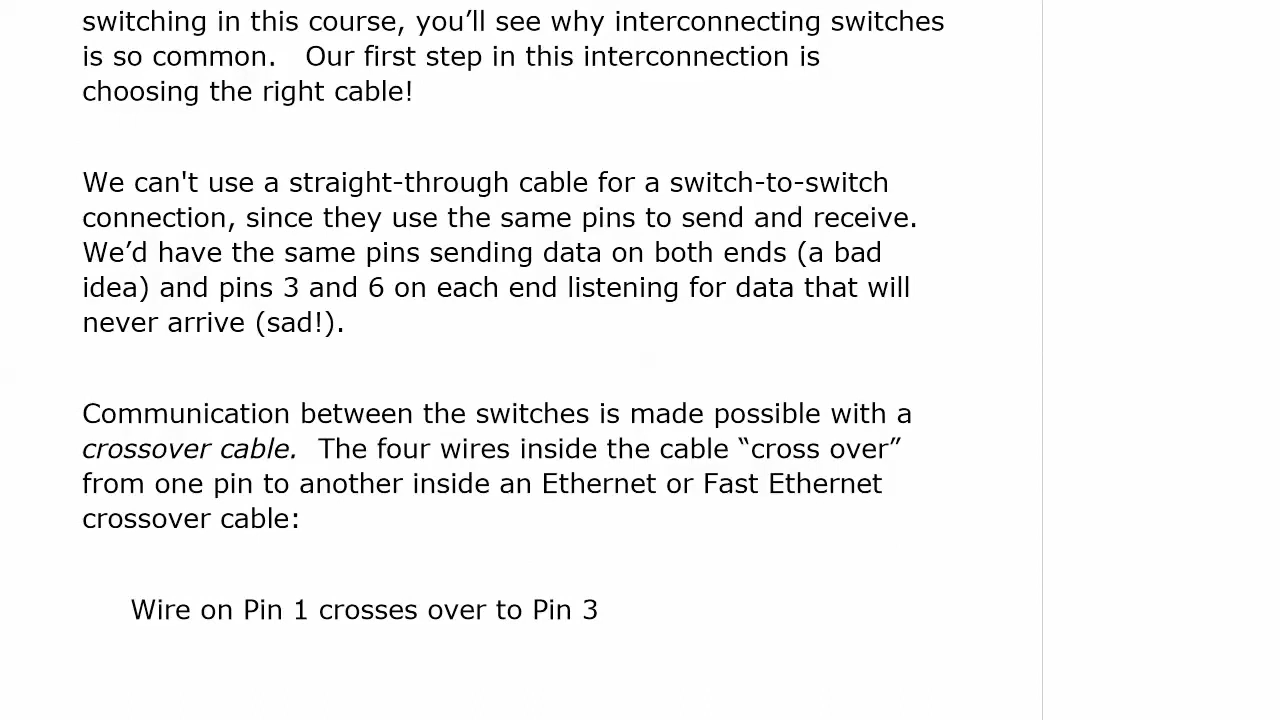 switching in this course, you’ll see why interconnecting switches
is so common.   Our first step in this interconnection is
choosing the right cable!
We can't use a straight-through cable for a switch-to-switch
connection, since they use the same pins to send and receive.
We’d have the same pins sending data on both ends (a bad
idea) and pins 3 and 6 on each end listening for data that will
never arrive (sad!).
Communication between the switches is made possible with a
crossover cable.  The four wires inside the cable “cross over”
from one pin to another inside an Ethernet or Fast Ethernet
crossover cable:
Wire on Pin 1 crosses over to Pin 3